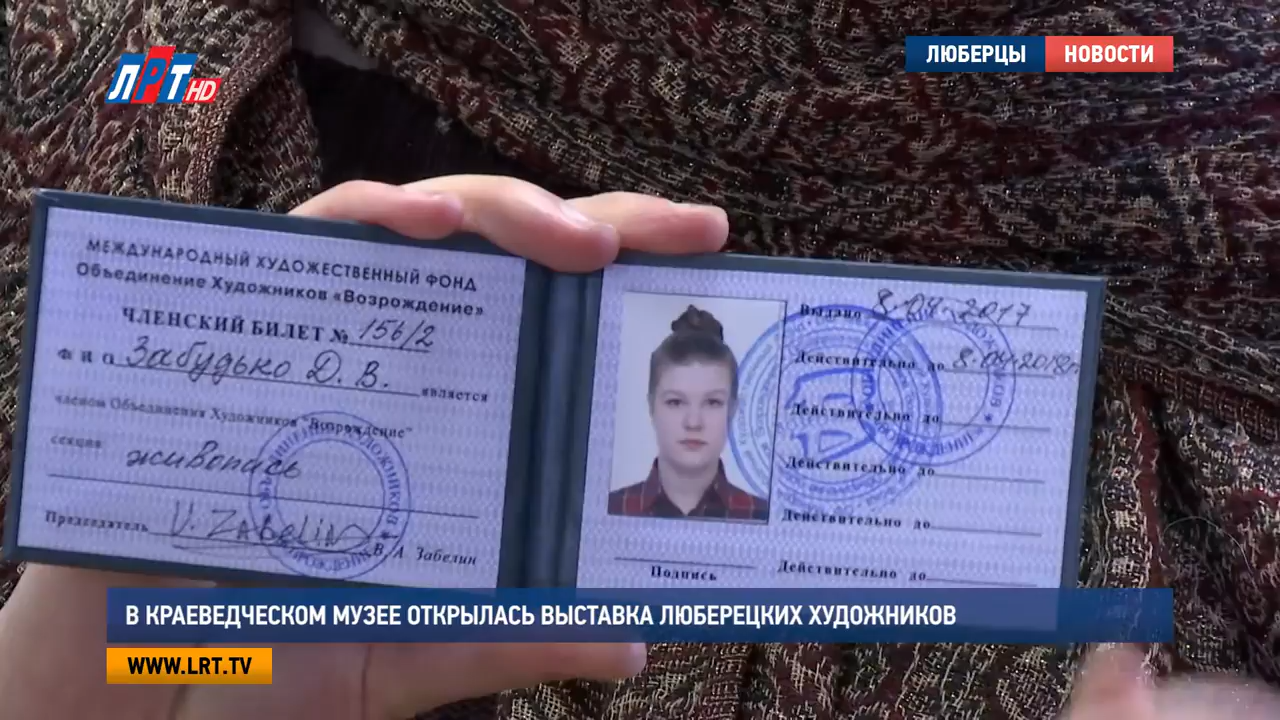 ЛРТ HD
ЛЮБЕРЦЫ НОВОСТИ
МЕЖДУНАРОДНЫЙ ХУДОЖЕСТВЕННЫЙ ФОНД
Объединение Художников «Возрождение»
ЧЛЕНСКИЙ БИЛЕТ № 156/2
Ф И О Забудько Д. В. является
членом Объединения Художников "Возрождение"
секция живопись
Председатель V. ZABELIN В. А. Забелин
Выдано 8.04.2017
Действительно до 8.04.2018г.
Действительно до
Действительно до
Действительно до
Действительно до
Подпись
В КРАЕВЕДЧЕСКОМ МУЗЕЕ ОТКРЫЛАСЬ ВЫСТАВКА ЛЮБЕРЕЦКИХ ХУДОЖНИКОВ
WWW.LRT.TV